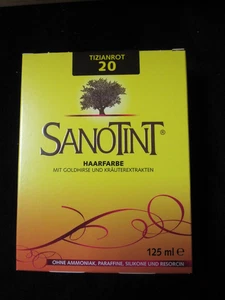 TIZIANROT
20
SANOTINT®
HAARFARBE
MIT GOLDHIRSE UND KRÄUTEREXTRAKTEN
125 ml e
OHNE AMMONIAK, PARAFFINE, SILIKONE UND RESORCIN